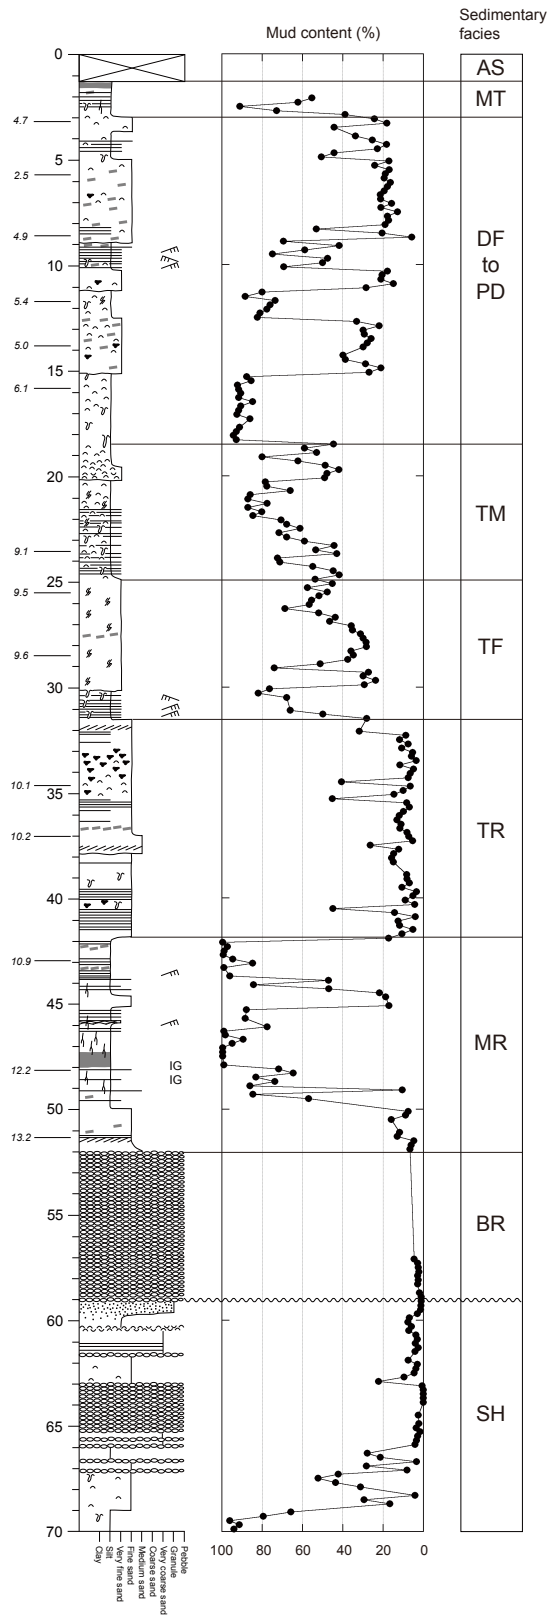 Sedimentary
Mud content (%)
facies
0
AS
MT
4.7
5
2.5
4.9
DF
to
PD
10
5.4
5.0
15
6.1
20
TM
9.1
25
9.5
TF
9.6
30
10.1
35
TR
10.2
40
10.9
45
MR
12.2
IG
IG
50
13.2
55
BR
60
65
SH
70
100 80 60 40 20 0
Clay
Silt
Very fine sand
Fine sand
Medium sand
Coarse sand
Very coarse sand
Granule
Pebble